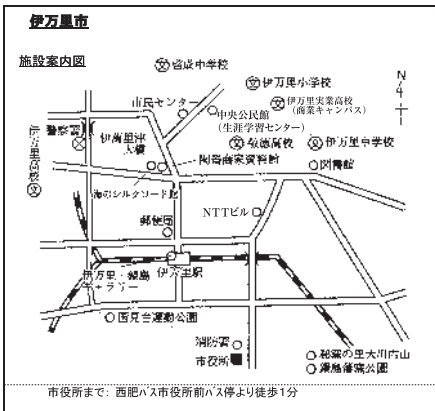 伊万里市
施設案内図
啓成中学校
伊万里小学校
伊万里実業高校
(商業キャンパス)
市民センター
中央公民館
(生涯学習センター)
警察署
伊萬里津
大橋
敬徳高校
伊万里中学校
陶器商家資料館
図書館
伊万里高校
海のシルクロード館
NTTビル
郵便局
伊万里・鍋島
ギャラリー
伊万里駅
国見台運動公園
消防署
市役所
秘窯の里大川内山
鍋島藩窯公園
N
市役所まで: 西肥バス市役所前バス停より徒歩1分